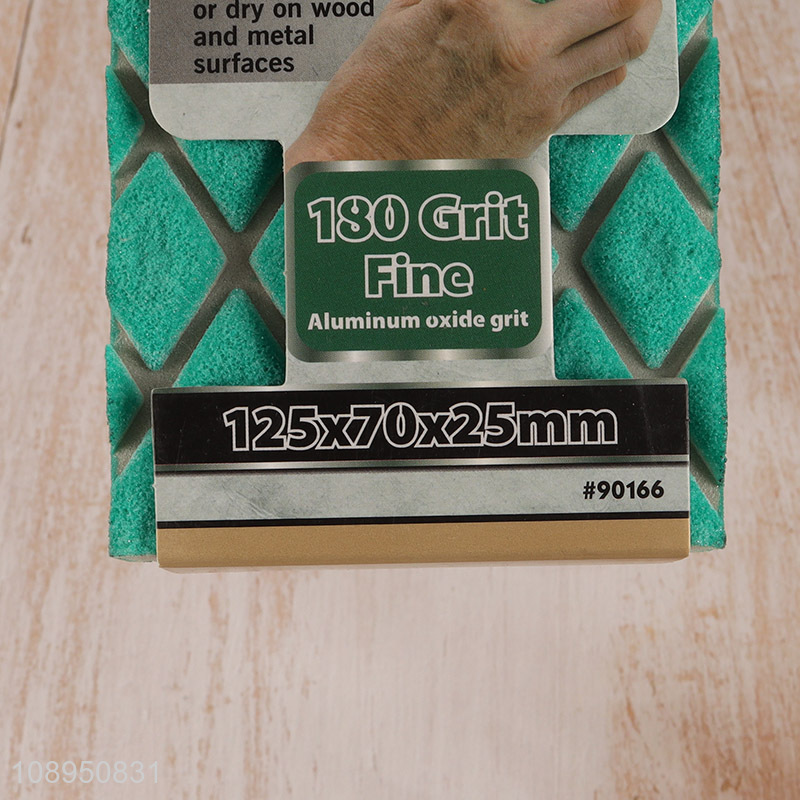 or dry on wood
and metal
surfaces
180 Grit
Fine
Aluminum oxide grit
125x70x25mm
#90166
108950831